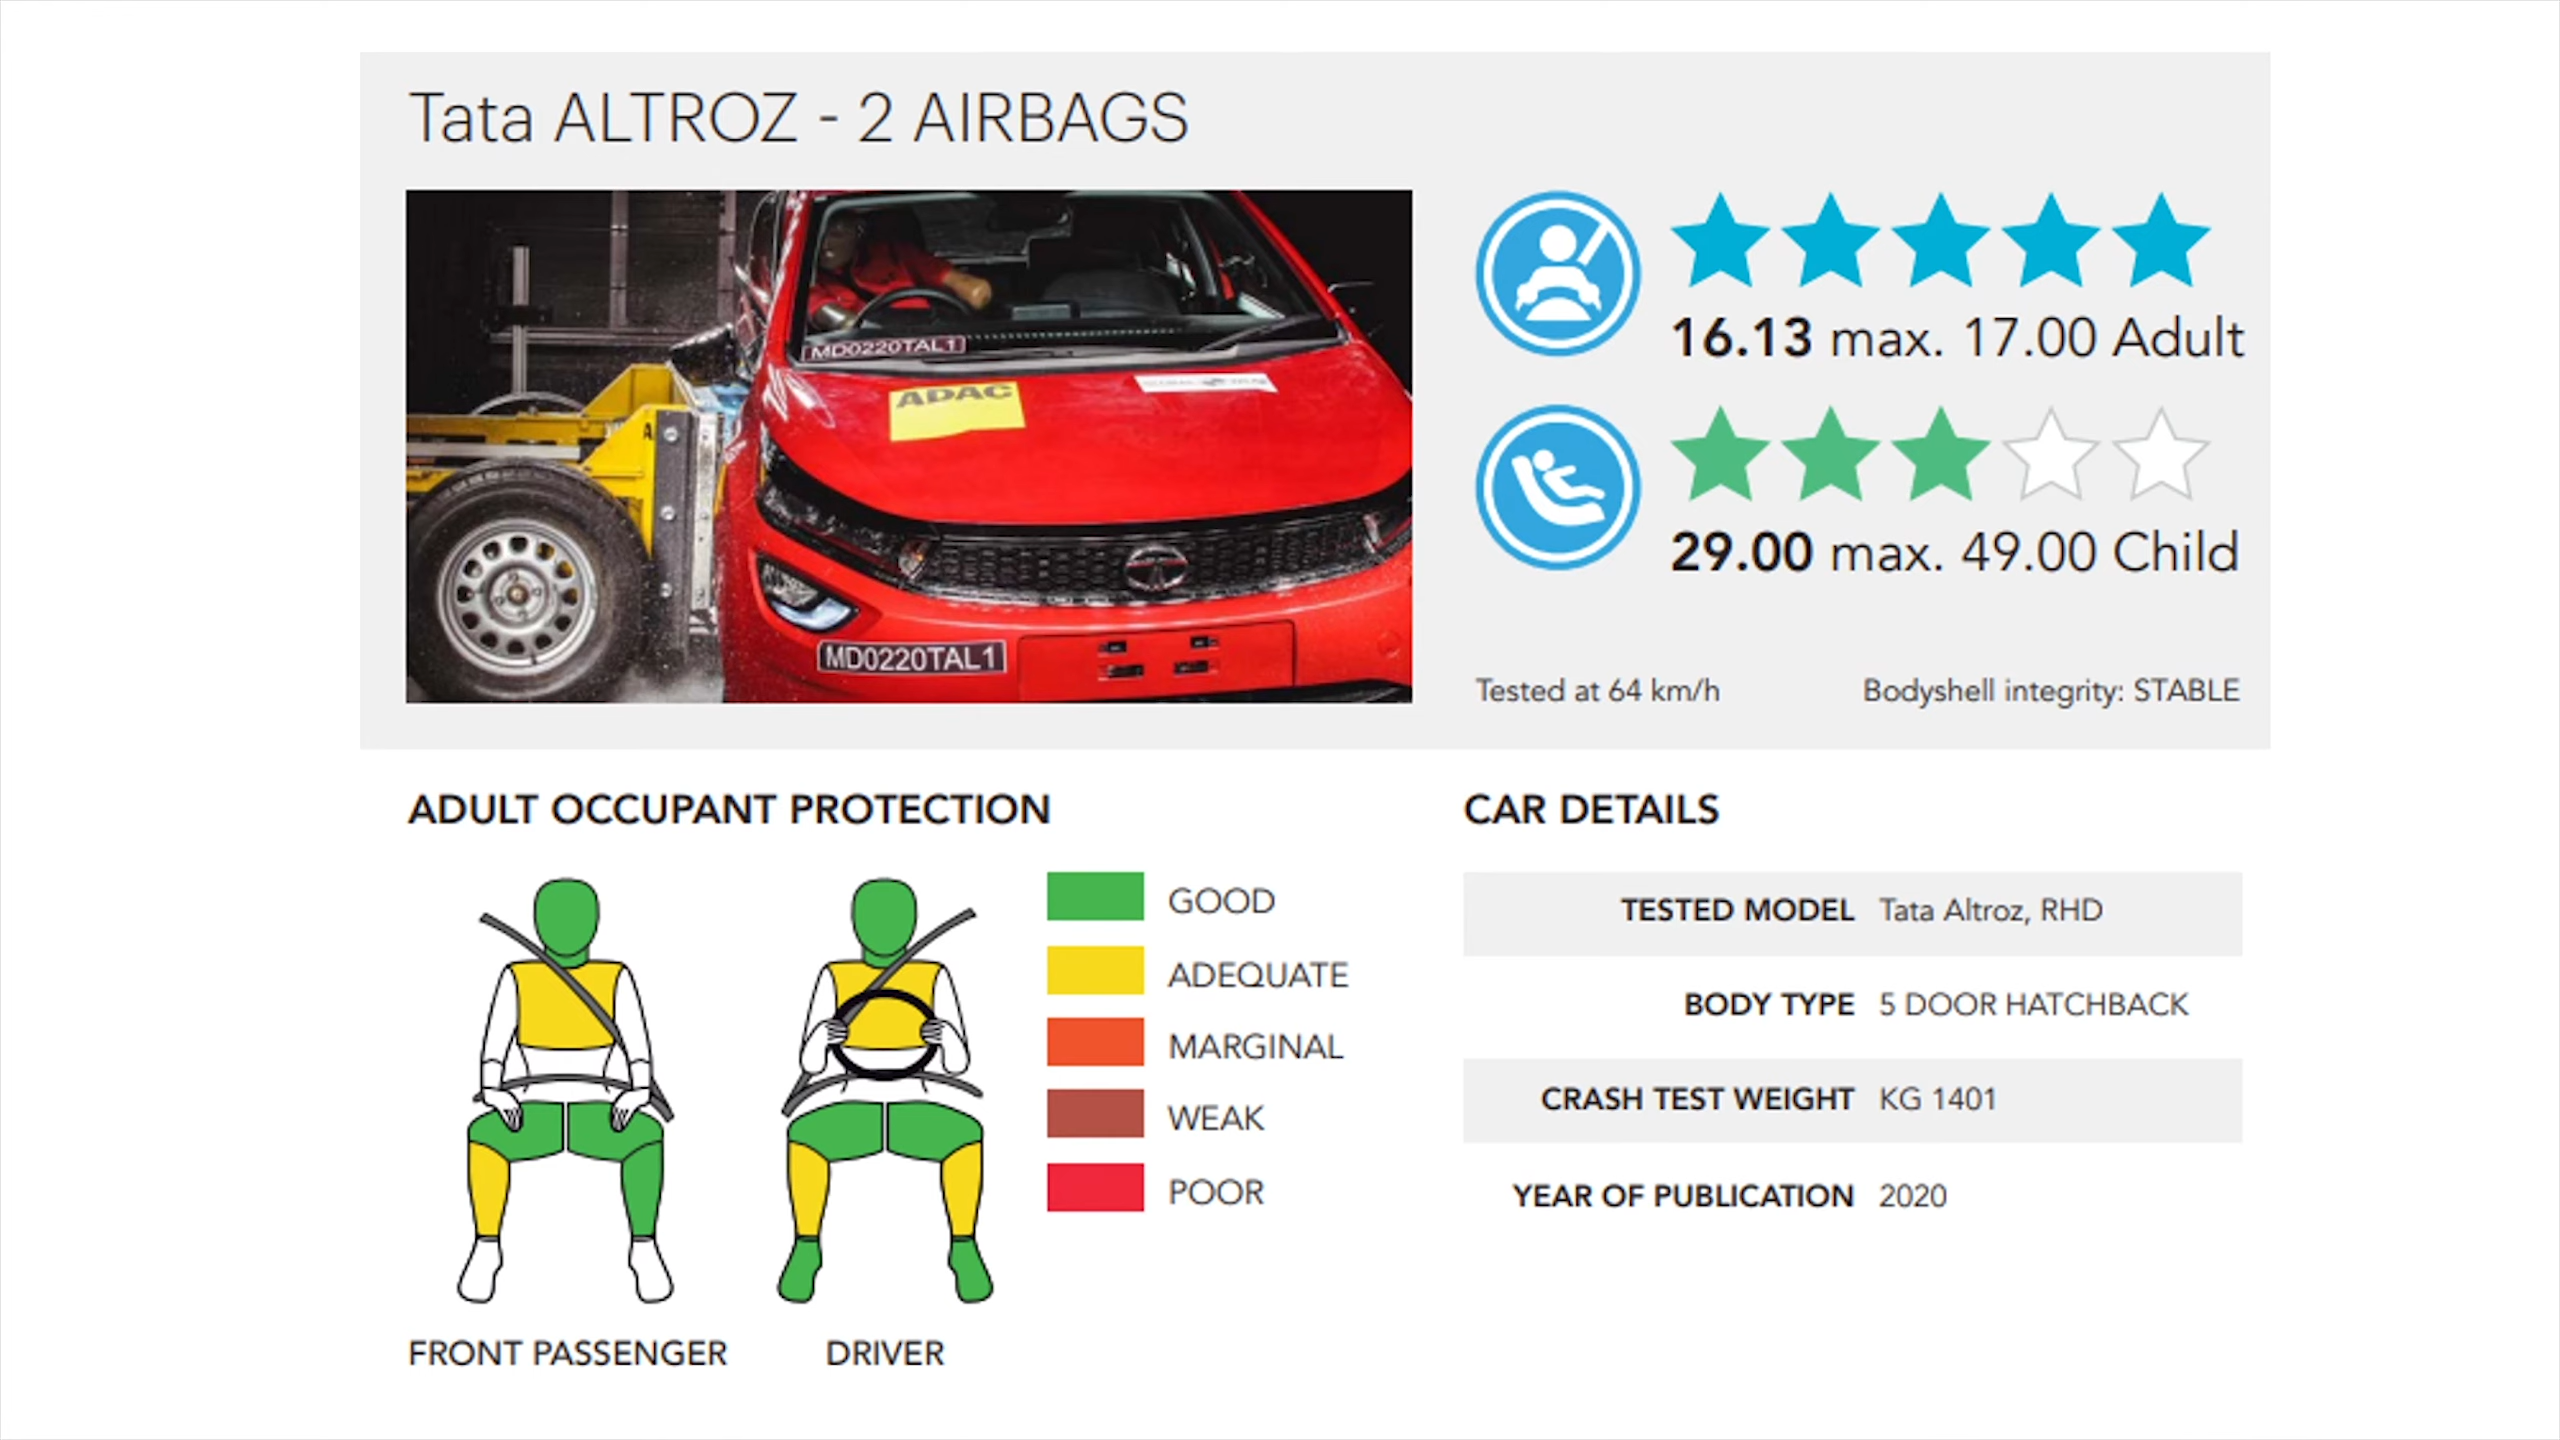 Tata ALTROZ - 2 AIRBAGS
MD0220TAL1
ADAC
A
MD0220TAL1
16.13 max. 17.00 Adult
29.00 max. 49.00 Child
Tested at 64 km/h
Bodyshell integrity: STABLE
ADULT OCCUPANT PROTECTION
GOOD
ADEQUATE
MARGINAL
WEAK
POOR
FRONT PASSENGER
DRIVER
CAR DETAILS
TESTED MODEL Tata Altroz, RHD
BODY TYPE 5 DOOR HATCHBACK
CRASH TEST WEIGHT KG 1401
YEAR OF PUBLICATION 2020